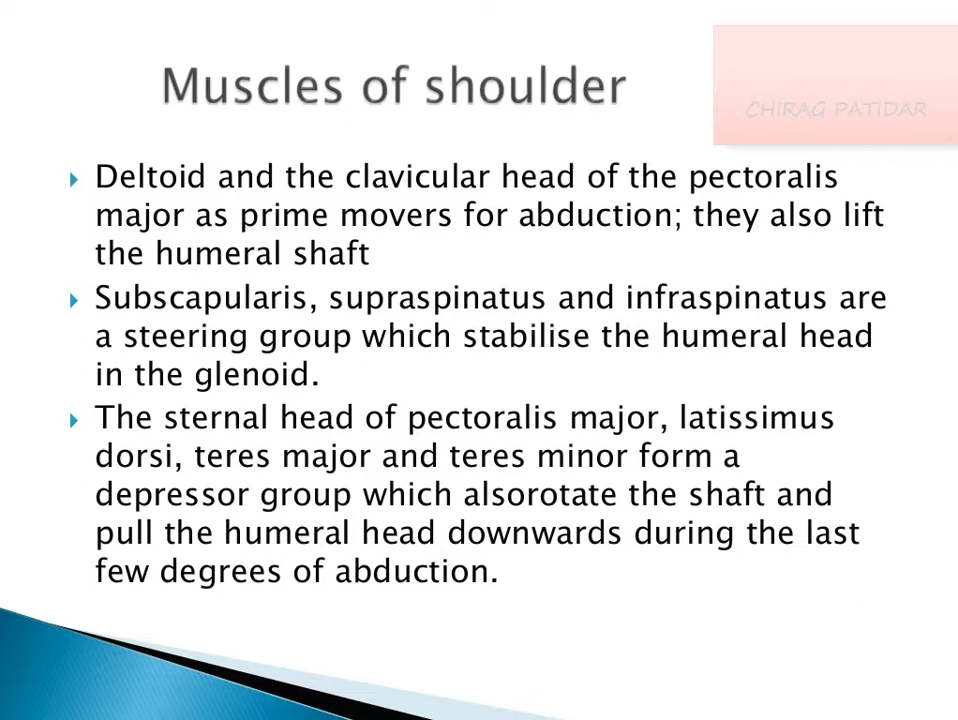 Muscles of shoulder
CHIRAG PATIDAR
Deltoid and the clavicular head of the pectoralis
major as prime movers for abduction; they also lift
the humeral shaft
Subscapularis, supraspinatus and infraspinatus are
a steering group which stabilise the humeral head
in the glenoid.
The sternal head of pectoralis major, latissimus
dorsi, teres major and teres minor form a
depressor group which alsorotate the shaft and
pull the humeral head downwards during the last
few degrees of abduction.